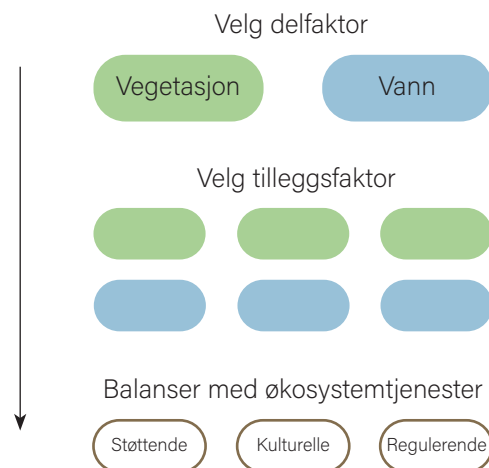 Velg delfaktor
Vegetasjon
Vann
Velg tilleggsfaktor
Balanser med økosystemtjenester
Støttende
Kulturelle
Regulerende